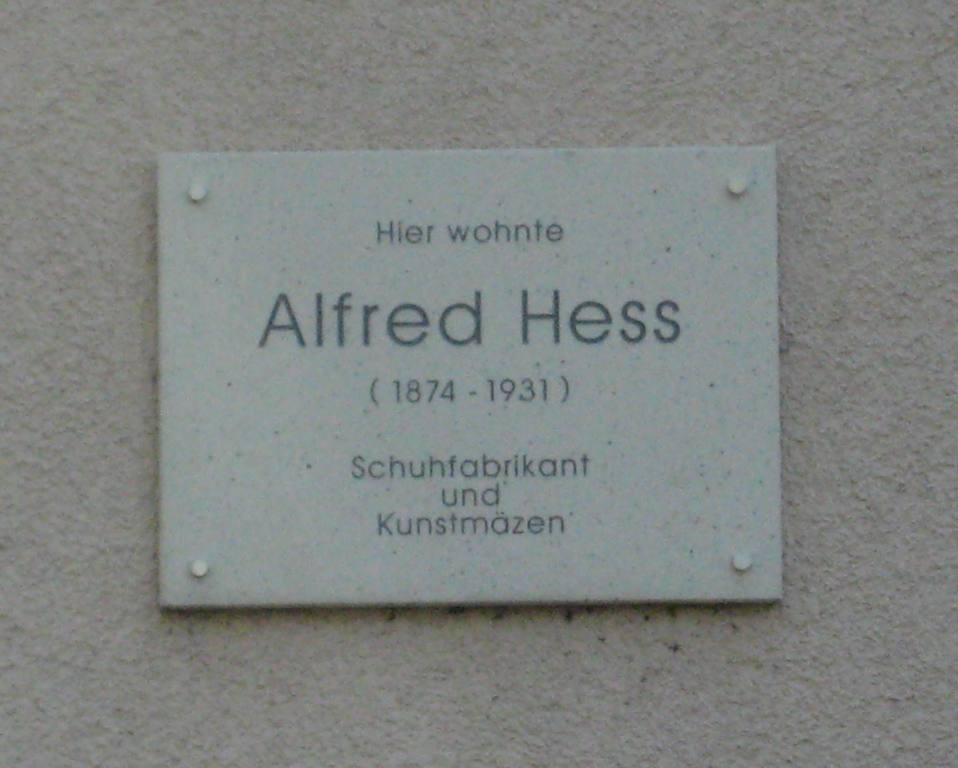 Hier wohnte
Alfred Hess
( 1874 - 1931 )
Schuhfabrikant
und
Kunstmäzen